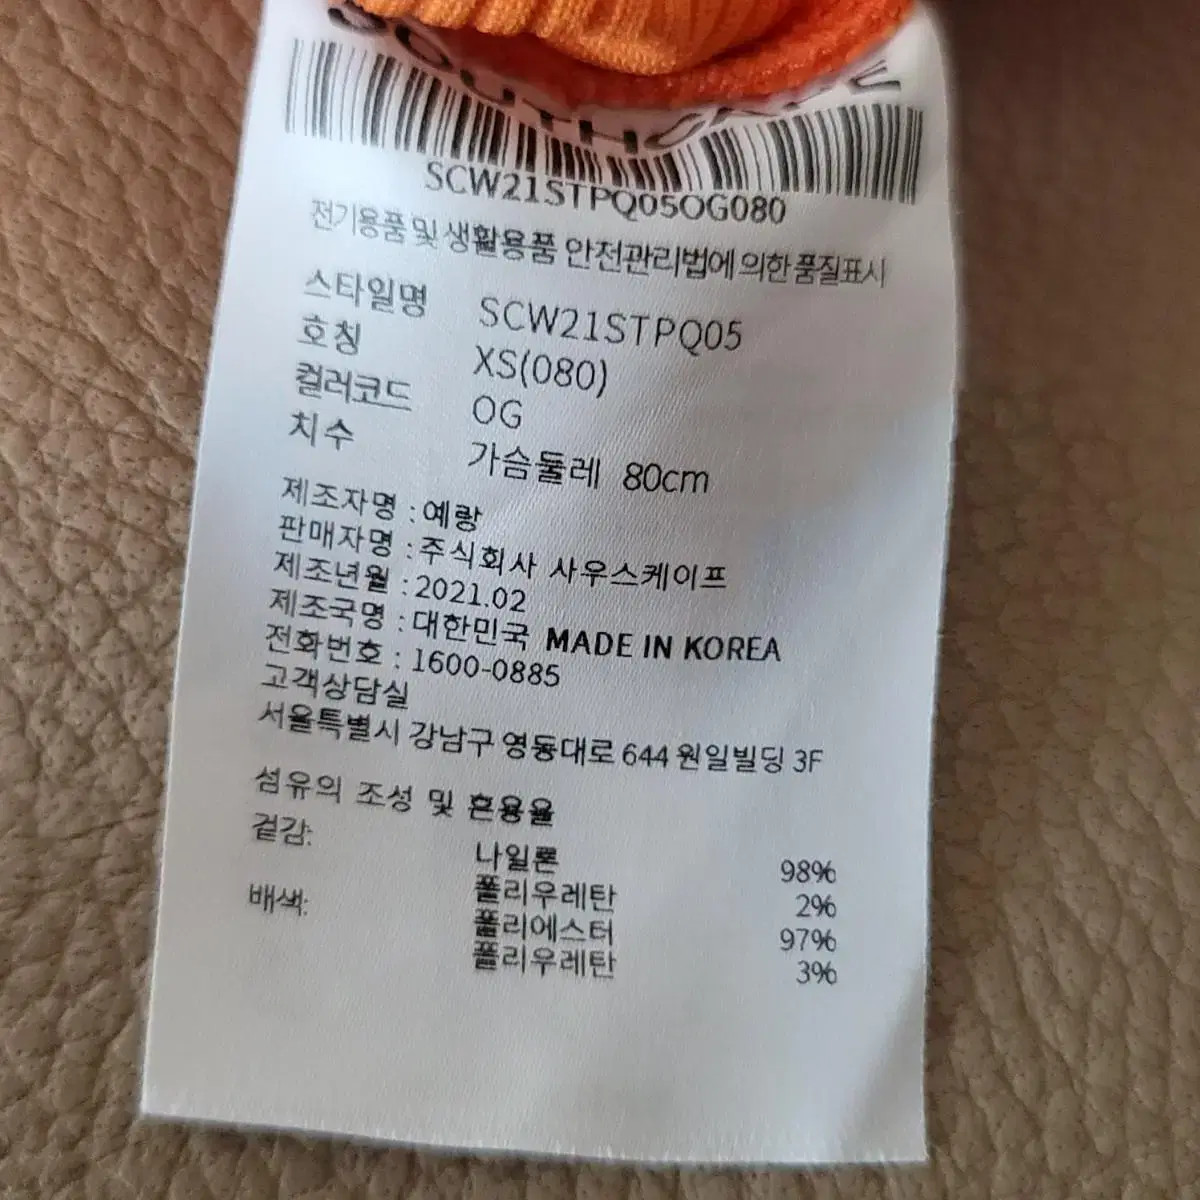 SOUTHCAPE
SCW21STPQ05OG080
전기용품 및 생활용품 안전관리법에 의한 품질표시
스타일명 SCW21STPQ05
호칭 XS(080)
컬러코드 OG
치수 가슴둘레 80cm
제조자명 : 예랑
판매자명 : 주식회사 사우스케이프
제조년월 : 2021.02
제조국명 : 대한민국 MADE IN KOREA
전화번호 : 1600-0885
고객상담실
서울특별시 강남구 영동대로 644 원일빌딩 3F
섬유의 조성 및 혼용율
겉감: 나일론 98%
폴리우레탄 2%
배색: 폴리에스터 97%
폴리우레탄 3%